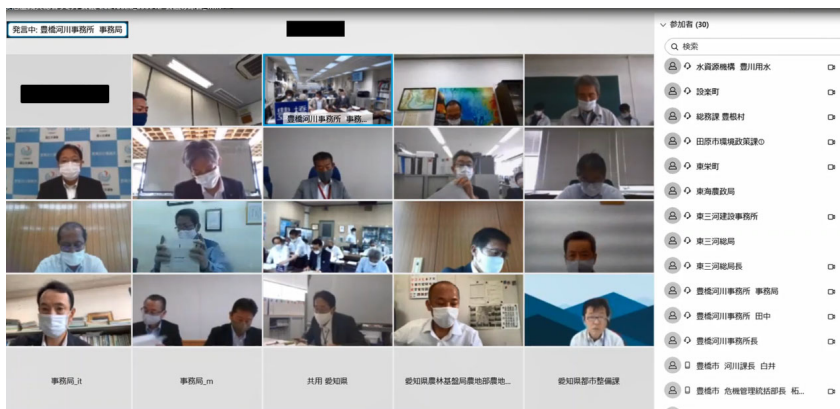 発言中: 豊橋河川事務所 事務局
豊橋河川事務所 事務...
事務局_it
事務局_m
共用 愛知県
愛知県農林基盤局農地部農地...
愛知県都市整備課
参加者 (30)
検索
水資源機構 豊川用水
設楽町
総務課 豊根村
田原市環境政策課①
東栄町
東海農政局
東三河建設事務所
東三河総局
東三河総局長
豊橋河川事務所 事務局
豊橋河川事務所 田中
豊橋河川事務所長
豊橋市 河川課長 白井
豊橋市 危機管理統括部長 柘...